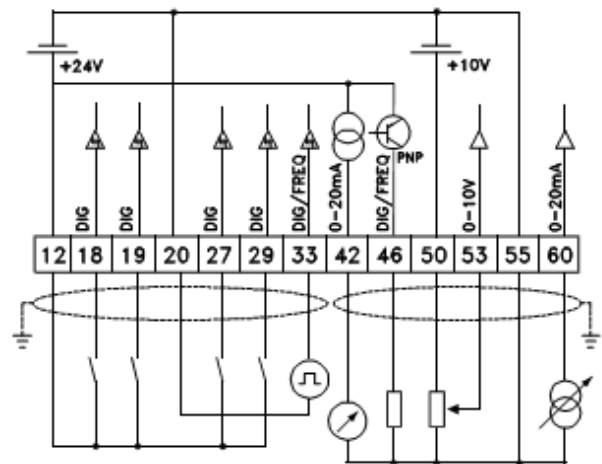 +24V
+10V
PNP
DIG
DIG
DIG
DIG
DIG/FREQ
0-20mA
DIG/FREQ
0-10V
0-20mA
12 18 19 20 27 29 33 42 46 50 53 55 60